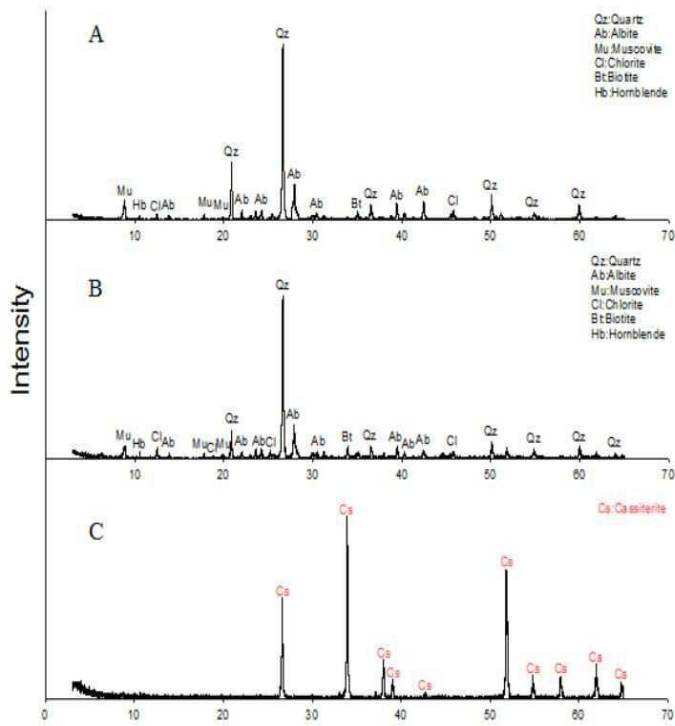 A
Qz:Quartz
Ab:Albite
Mu:Muscovite
Cl:Chlorite
Bt:Biotite
Hb:Hornblende
Qz
Qz
Mu Hb Cl Ab Mu Mu Ab Ab Ab Ab Bt Qz Ab Ab Cl Qz Qz Qz
0 10 20 30 40 50 60 70
Intensity
B
Qz:Quartz
Ab:Albite
Mu:Muscovite
Cl:Chlorite
Bt:Biotite
Hb:Hornblende
Qz
Qz
Mu Hb Cl Ab Mu Cl Mu Ab Ab Cl Ab Ab Bt Qz Ab Ab Ab Cl Qz Qz Qz Qz
0 10 20 30 40 50 60 70
C
Cs:Cassiterite
Cs Cs Cs Cs Cs Cs Cs Cs Cs Cs
0 10 20 30 40 50 60 70